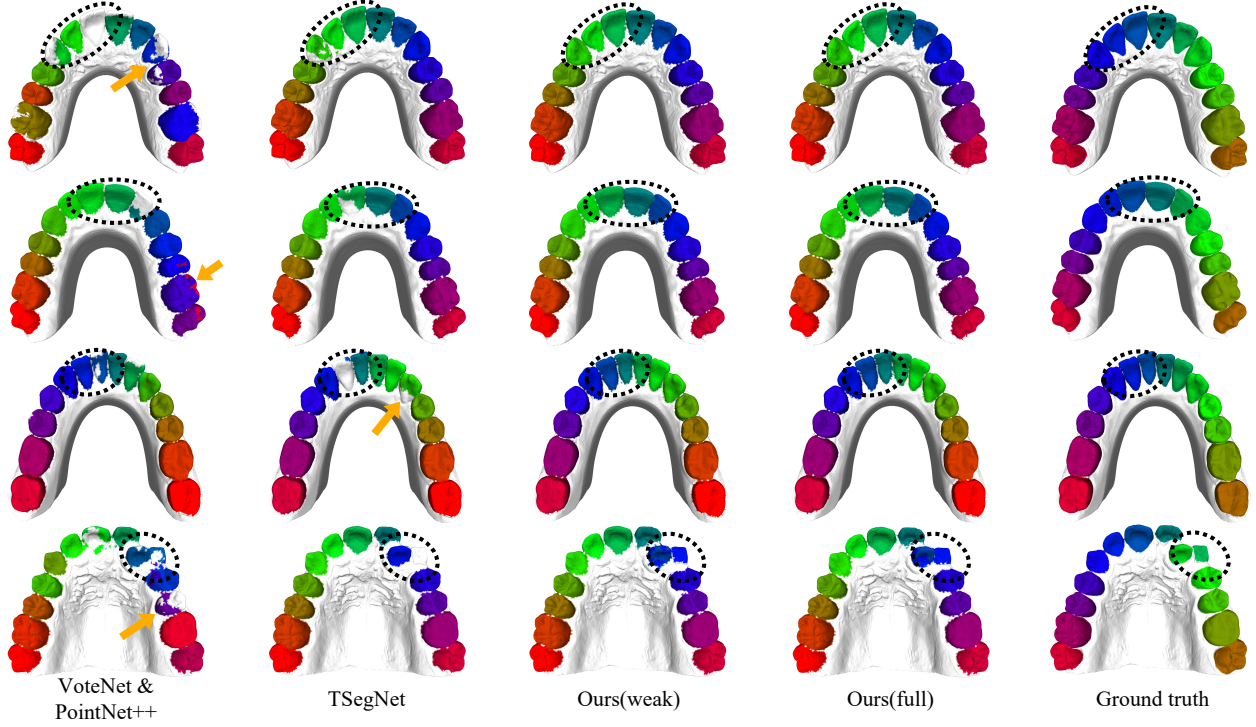 VoteNet &
PointNet++
TSegNet
Ours(weak)
Ours(full)
Ground truth